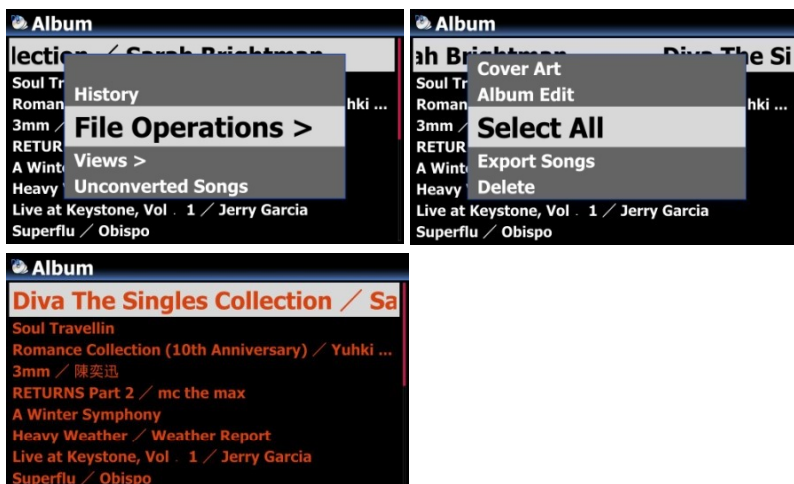 Album
lection / Sarah Brightman
Soul Tr
History
Roman
hki ...
3mm /
File Operations >
RETUR
Views >
A Wint
Heavy
Unconverted Songs
Live at Keystone, Vol . 1 / Jerry Garcia
Superflu / Obispo
Album
ah Brightman Diva The Si
Cover Art
Soul Tr
Album Edit
Roman
hki ...
3mm /
Select All
RETUR
A Wint
Export Songs
Heavy
Delete
Live at Keystone, Vol . 1 / Jerry Garcia
Superflu / Obispo
Album
Diva The Singles Collection / Sa
Soul Travellin
Romance Collection (10th Anniversary) / Yuhki ...
3mm / 陳奕迅
RETURNS Part 2 / mc the max
A Winter Symphony
Heavy Weather / Weather Report
Live at Keystone, Vol . 1 / Jerry Garcia
Superflu / Obispo